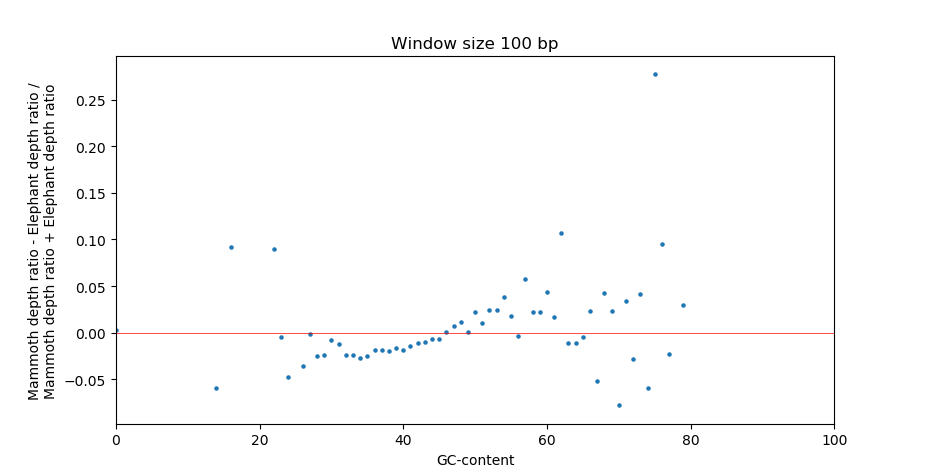 Window size 100 bp
Mammoth depth ratio - Elephant depth ratio /
Mammoth depth ratio + Elephant depth ratio
0.25
0.20
0.15
0.10
0.05
0.00
−0.05
0 20 40 60 80 100
GC-content